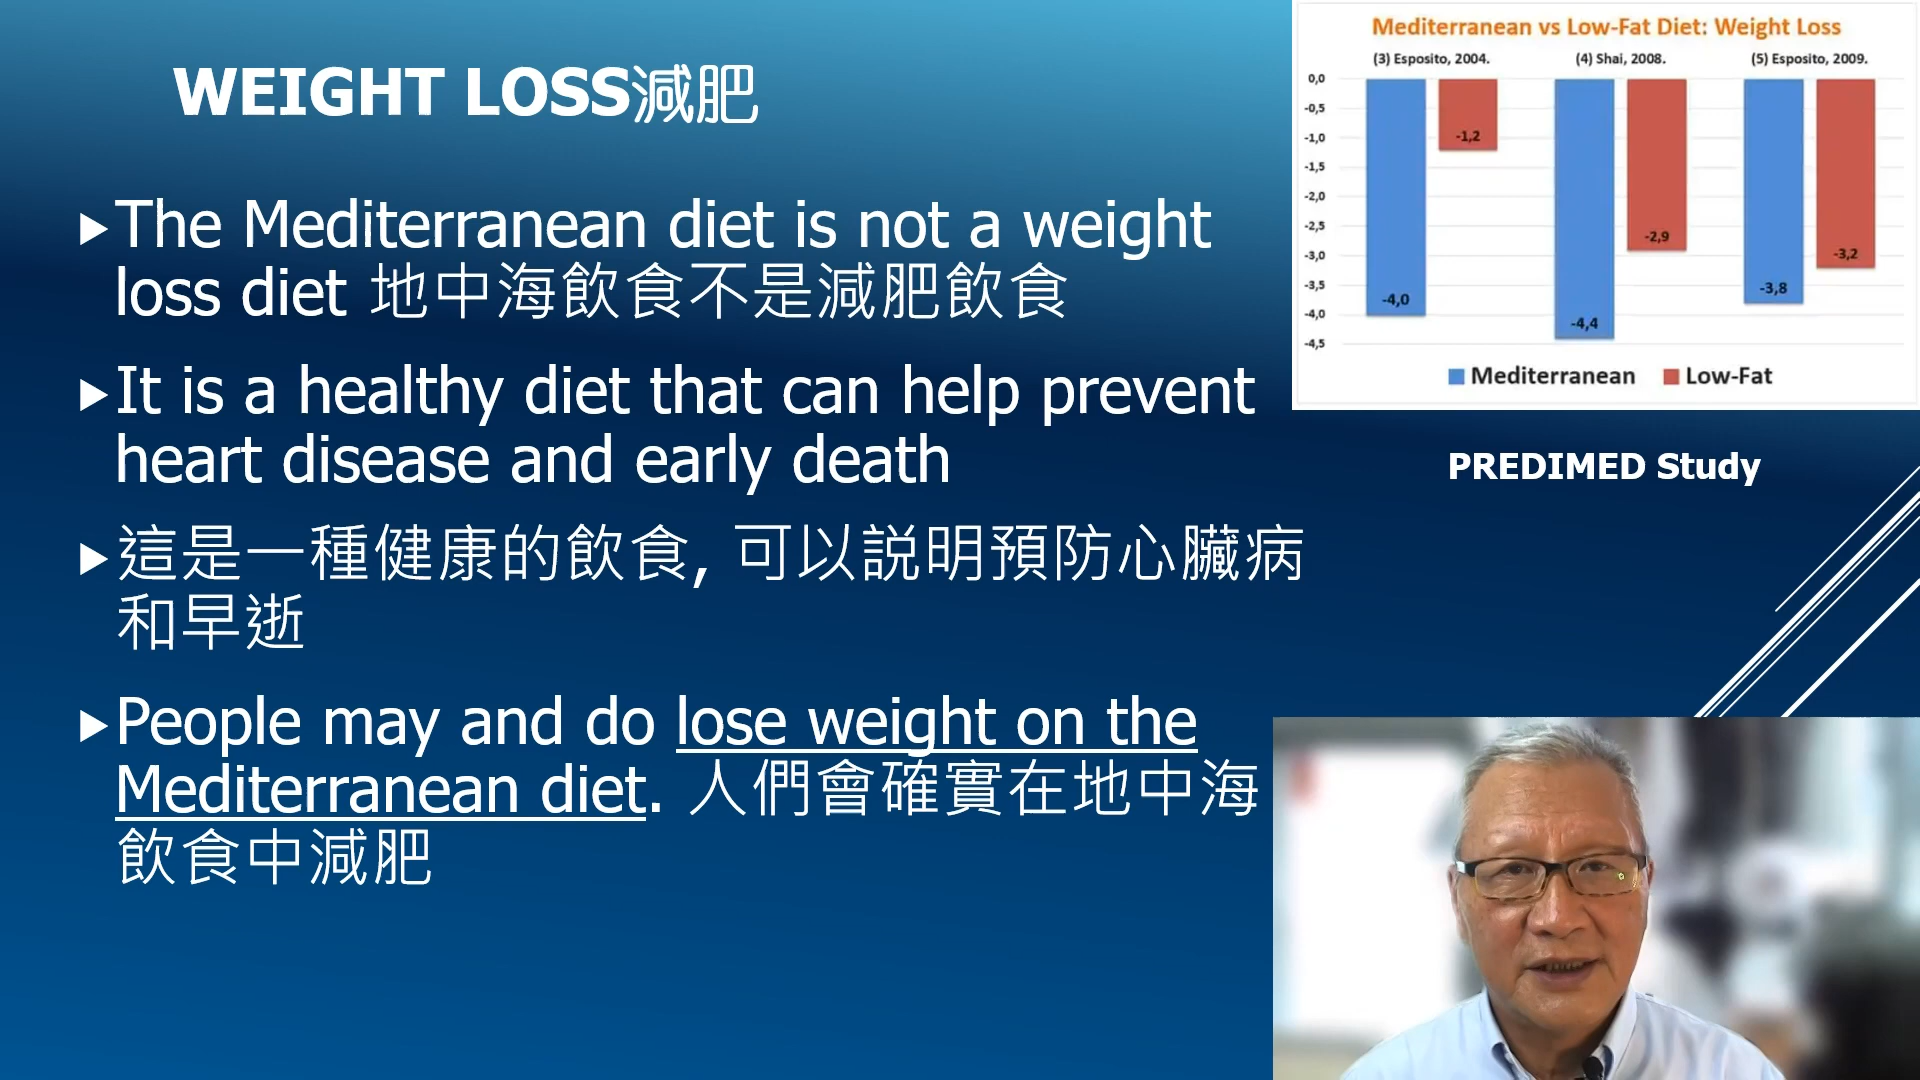 WEIGHT LOSS減肥
▶The Mediterranean diet is not a weight
loss diet 地中海飲食不是減肥飲食
▶It is a healthy diet that can help prevent
heart disease and early death
▶這是一種健康的飲食, 可以説明預防心臟病
和早逝
▶People may and do lose weight on the
Mediterranean diet. 人們會確實在地中海
飲食中減肥
Mediterranean vs Low-Fat Diet: Weight Loss
(3) Esposito, 2004. (4) Shai, 2008. (5) Esposito, 2009.
0,0
-0,5
-1,0
-1,5
-2,0
-2,5
-3,0
-3,5
-4,0
-4,5
-4,0 -1,2 -4,4 -2,9 -3,8 -3,2
Mediterranean Low-Fat
PREDIMED Study